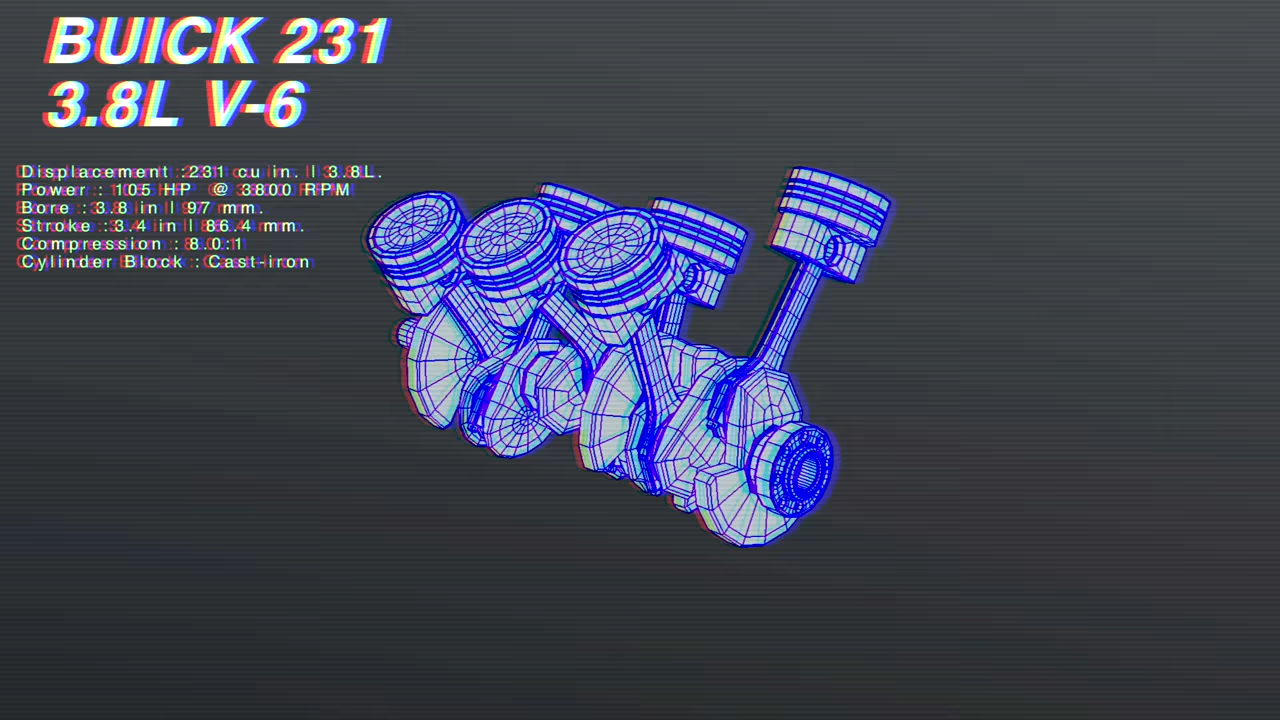 BUICK 231
3.8L V-6
Displacement : 231 cu in. || 3.8L.
Power : 105 HP @ 3800 RPM
Bore : 3.8 in || 97 mm.
Stroke : 3.4 in || 86.4 mm.
Compression : 8.0:1
Cylinder Block : Cast-iron